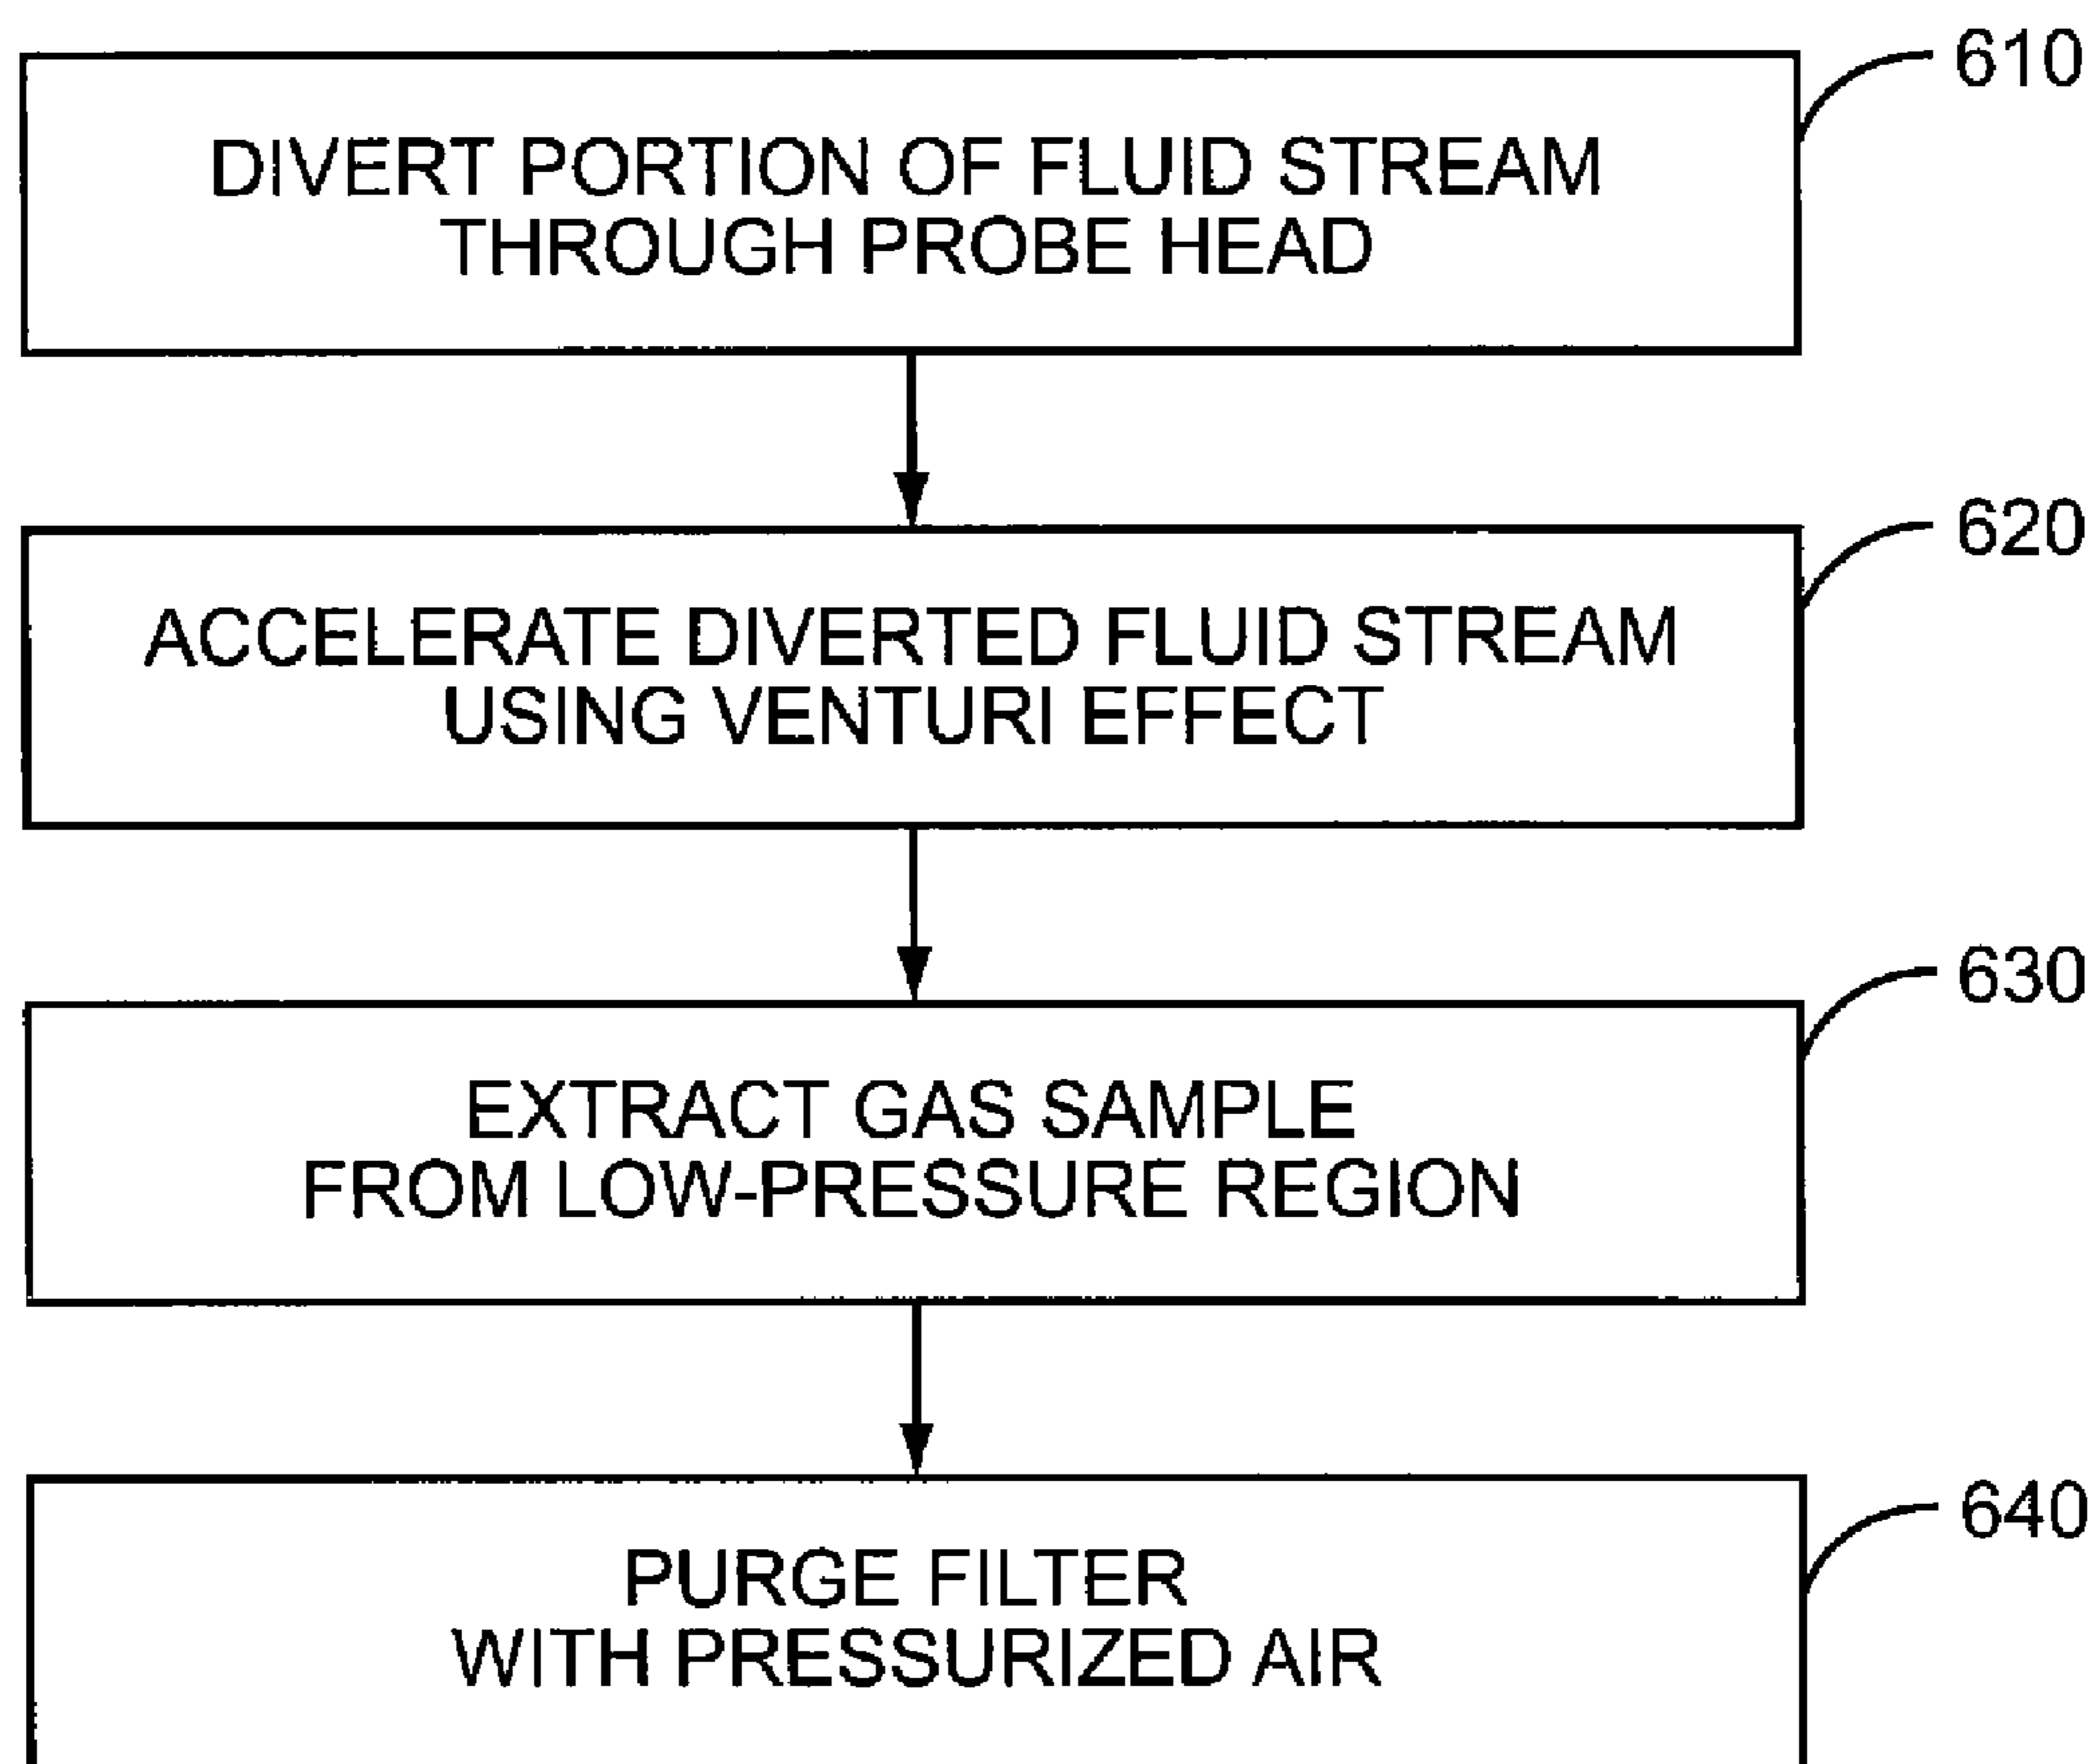 610
DIVERT PORTION OF FLUID STREAM
THROUGH PROBE HEAD
620
ACCELERATE DIVERTED FLUID STREAM
USING VENTURI EFFECT
630
EXTRACT GAS SAMPLE
FROM LOW-PRESSURE REGION
640
PURGE FILTER
WITH PRESSURIZED AIR